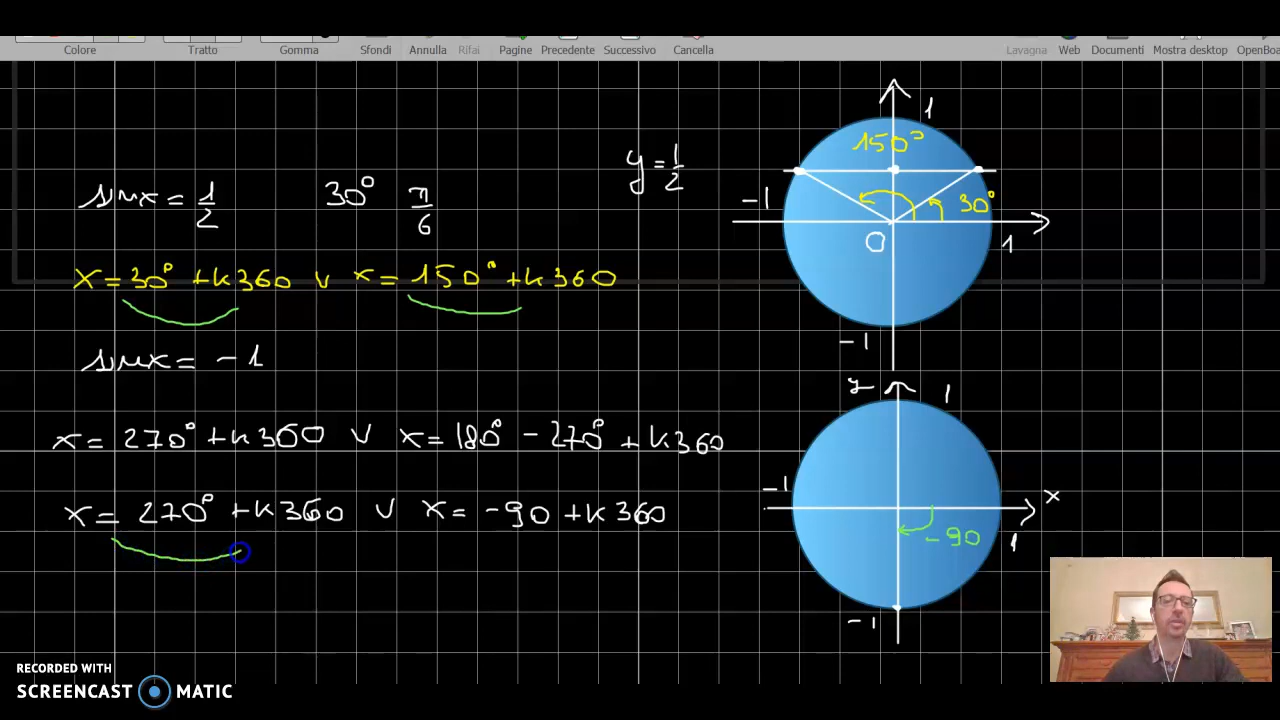 Colore Tratto Gomma Sfondi Annulla Rifai Pagine Precedente Successivo Cancella Lavagna Web Documenti Mostra desktop OpenBoa
sin x = 1/2 30° π/6 y = 1/2
x = 30° + k360 v x = 150° + k360
sin x = -1
x = 270° + k360 v x = 180° - 270° + k360
x = 270° + k360 v x = -90 + k360
1
150°
-1
30°
O
1
-1
y
1
-1
x
-90
1
-1
RECORDED WITH
SCREENCAST MATIC